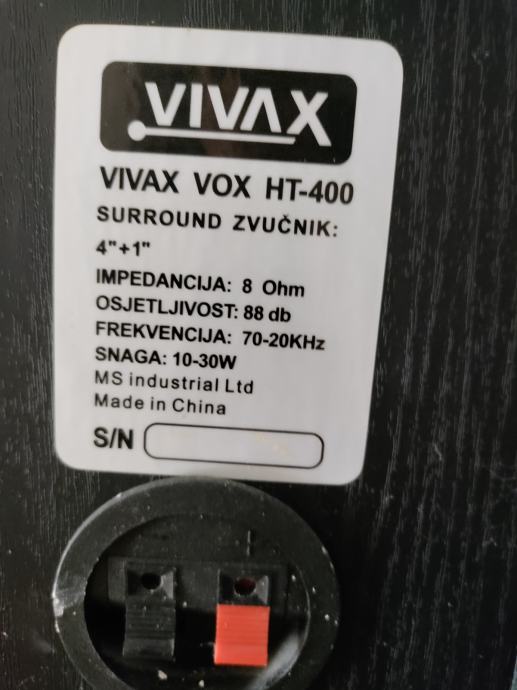 VIVAX
VIVAX VOX HT-400
SURROUND ZVUČNIK:
4"+1"
IMPEDANCIJA: 8 Ohm
OSJETLJIVOST: 88 db
FREKVENCIJA: 70-20KHz
SNAGA: 10-30W
MS industrial Ltd
Made in China
S/N